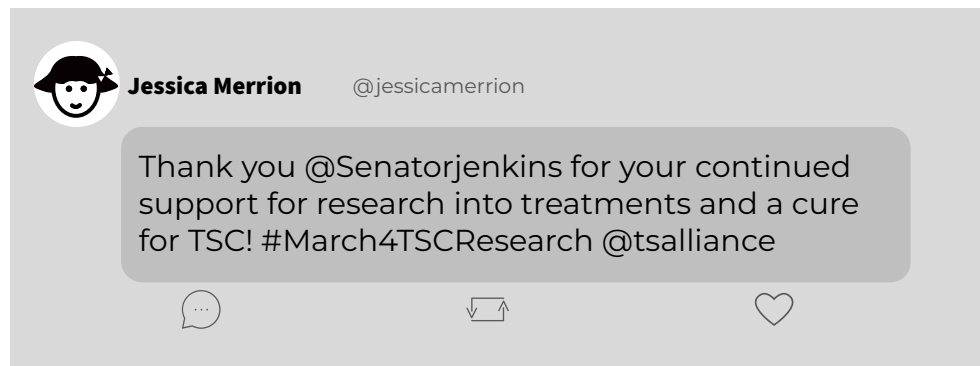 Jessica Merrion @jessicamerrion
Thank you @Senatorjenkins for your continued
support for research into treatments and a cure
for TSC! #March4TSCResearch @tsalliance